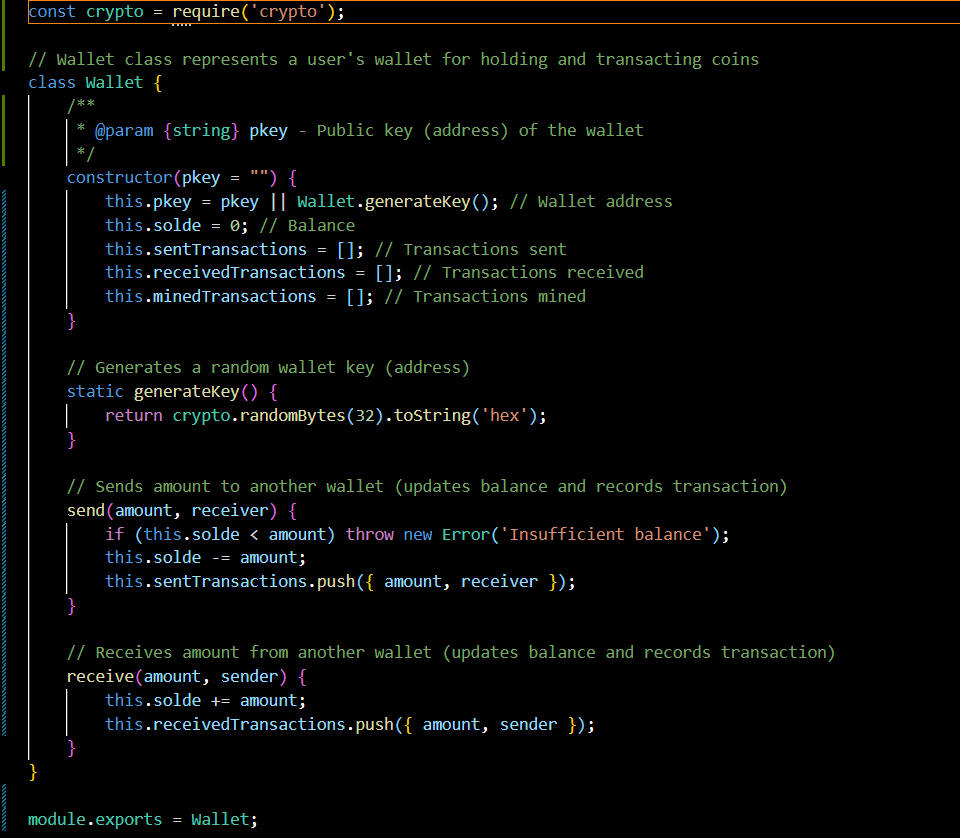 const crypto = require('crypto');
// Wallet class represents a user's wallet for holding and transacting coins
class Wallet {
/**
* @param {string} pkey - Public key (address) of the wallet
*/
constructor(pkey = "") {
this.pkey = pkey || Wallet.generateKey(); // Wallet address
this.solde = 0; // Balance
this.sentTransactions = []; // Transactions sent
this.receivedTransactions = []; // Transactions received
this.minedTransactions = []; // Transactions mined
}
// Generates a random wallet key (address)
static generateKey() {
return crypto.randomBytes(32).toString('hex');
}
// Sends amount to another wallet (updates balance and records transaction)
send(amount, receiver) {
if (this.solde < amount) throw new Error('Insufficient balance');
this.solde -= amount;
this.sentTransactions.push({ amount, receiver });
}
// Receives amount from another wallet (updates balance and records transaction)
receive(amount, sender) {
this.solde += amount;
this.receivedTransactions.push({ amount, sender });
}
}
module.exports = Wallet;